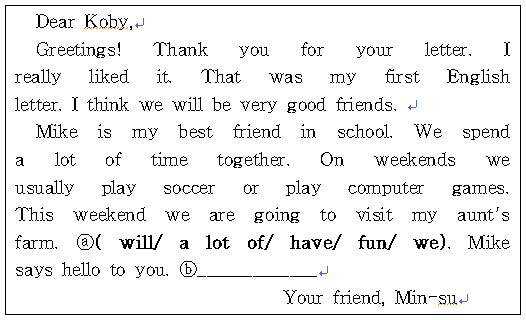 Dear Koby,
Greetings! Thank you for your letter. I
really liked it. That was my first English
letter. I think we will be very good friends.
Mike is my best friend in school. We spend
a lot of time together. On weekends we
usually play soccer or play computer games.
This weekend we are going to visit my aunt's
farm. ⓐ( will/ a lot of/ have/ fun/ we). Mike
says hello to you. ⓑ____________
Your friend, Min-su